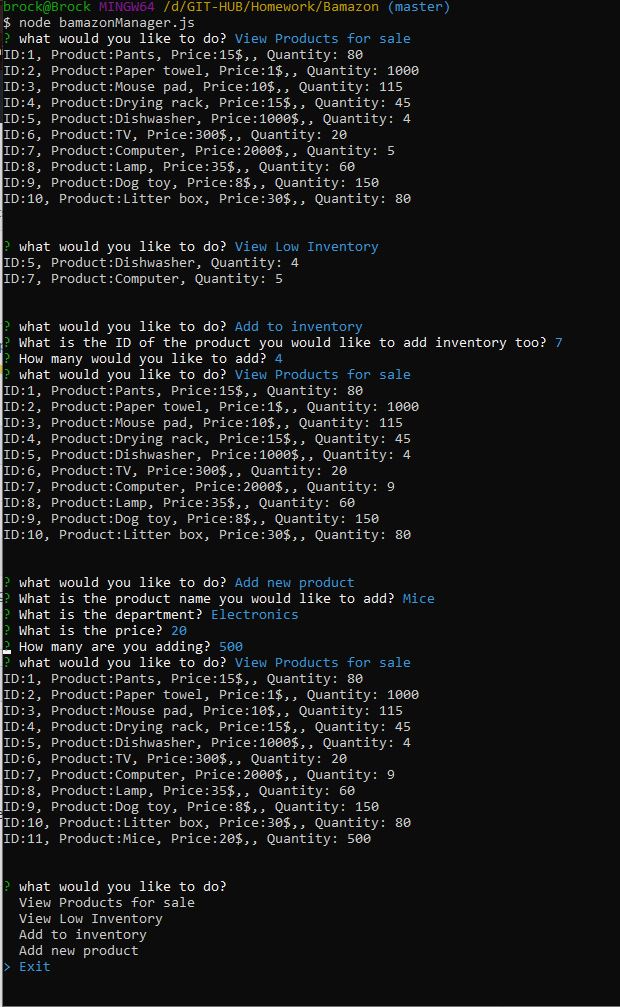 brock@Brock MINGW64 /d/GIT-HUB/Homework/Bamazon (master)
$ node bamazonManager.js
? what would you like to do? View Products for sale
ID:1, Product:Pants, Price:15$,, Quantity: 80
ID:2, Product:Paper towel, Price:1$,, Quantity: 1000
ID:3, Product:Mouse pad, Price:10$,, Quantity: 115
ID:4, Product:Drying rack, Price:15$,, Quantity: 45
ID:5, Product:Dishwasher, Price:1000$,, Quantity: 4
ID:6, Product:TV, Price:300$,, Quantity: 20
ID:7, Product:Computer, Price:2000$,, Quantity: 5
ID:8, Product:Lamp, Price:35$,, Quantity: 60
ID:9, Product:Dog toy, Price:8$,, Quantity: 150
ID:10, Product:Litter box, Price:30$,, Quantity: 80
? what would you like to do? View Low Inventory
ID:5, Product:Dishwasher, Quantity: 4
ID:7, Product:Computer, Quantity: 5
? what would you like to do? Add to inventory
? What is the ID of the product you would like to add inventory too? 7
? How many would you like to add? 4
? what would you like to do? View Products for sale
ID:1, Product:Pants, Price:15$,, Quantity: 80
ID:2, Product:Paper towel, Price:1$,, Quantity: 1000
ID:3, Product:Mouse pad, Price:10$,, Quantity: 115
ID:4, Product:Drying rack, Price:15$,, Quantity: 45
ID:5, Product:Dishwasher, Price:1000$,, Quantity: 4
ID:6, Product:TV, Price:300$,, Quantity: 20
ID:7, Product:Computer, Price:2000$,, Quantity: 9
ID:8, Product:Lamp, Price:35$,, Quantity: 60
ID:9, Product:Dog toy, Price:8$,, Quantity: 150
ID:10, Product:Litter box, Price:30$,, Quantity: 80
? what would you like to do? Add new product
? What is the product name you would like to add? Mice
? What is the department? Electronics
? What is the price? 20
? How many are you adding? 500
? what would you like to do? View Products for sale
ID:1, Product:Pants, Price:15$,, Quantity: 80
ID:2, Product:Paper towel, Price:1$,, Quantity: 1000
ID:3, Product:Mouse pad, Price:10$,, Quantity: 115
ID:4, Product:Drying rack, Price:15$,, Quantity: 45
ID:5, Product:Dishwasher, Price:1000$,, Quantity: 4
ID:6, Product:TV, Price:300$,, Quantity: 20
ID:7, Product:Computer, Price:2000$,, Quantity: 9
ID:8, Product:Lamp, Price:35$,, Quantity: 60
ID:9, Product:Dog toy, Price:8$,, Quantity: 150
ID:10, Product:Litter box, Price:30$,, Quantity: 80
ID:11, Product:Mice, Price:20$,, Quantity: 500
? what would you like to do?
View Products for sale
View Low Inventory
Add to inventory
Add new product
> Exit